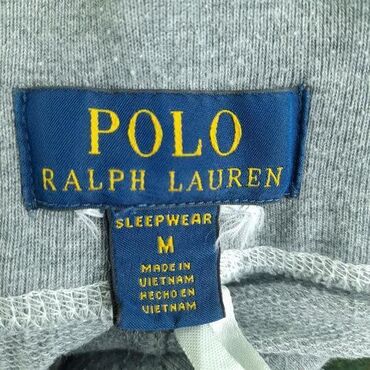 POLO
RALPH LAUREN
SLEEPWEAR
M
MADE IN
VIETNAM
HECHO EN
VIETNAM